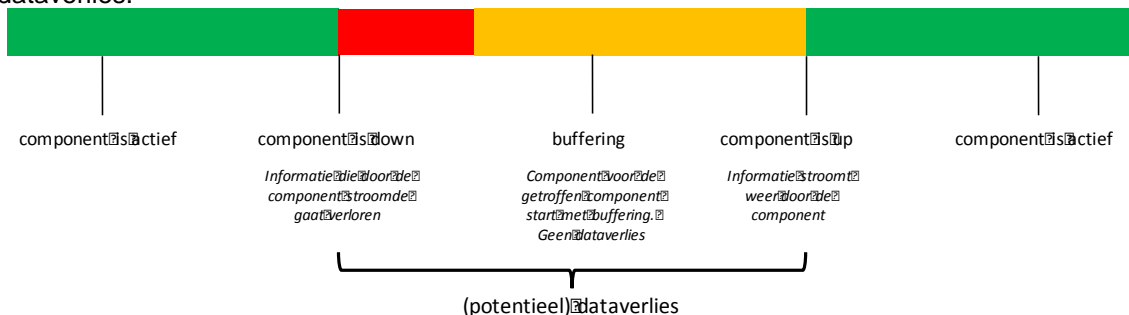 dataverlies.
component is actief
component is down
Informatie die door de
component stroomde
gaat verloren
buffering
Component voor de
getroffen component
start met buffering.
Geen dataverlies
component is up
Informatie stroomt
weer door de
component
component is actief
(potentieel) dataverlies